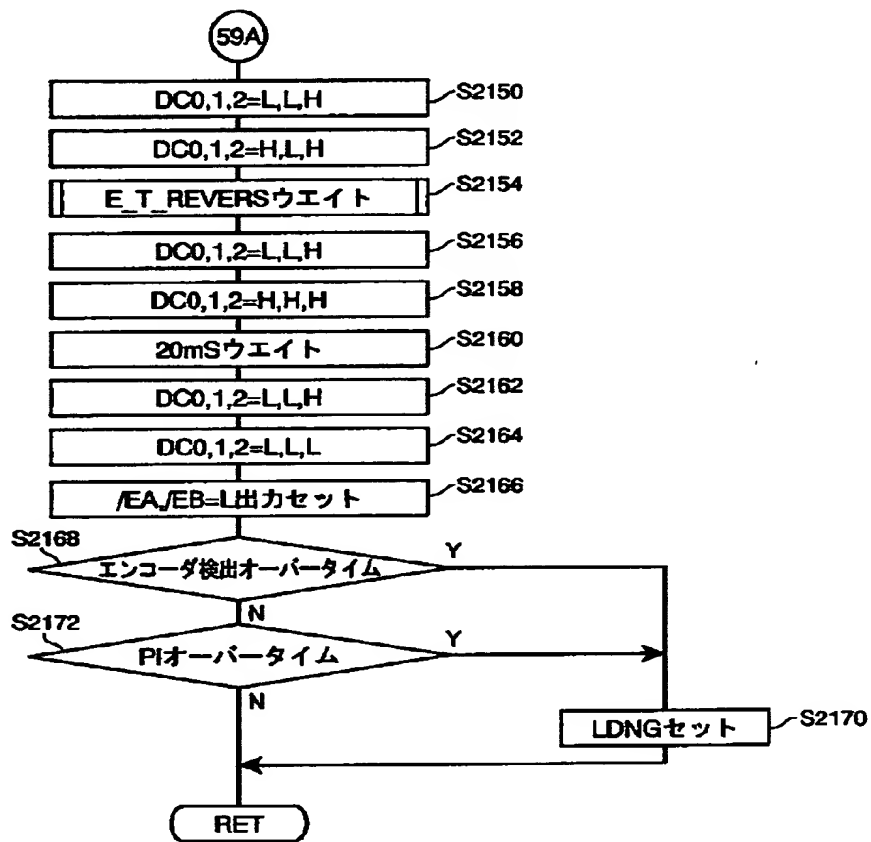 59A
DC0,1,2=L,L,H
S2150
DC0,1,2=H,L,H
S2152
E_T_REVERSウエイト
S2154
DC0,1,2=L,L,H
S2156
DC0,1,2=H,H,H
S2158
20mSウエイト
S2160
DC0,1,2=L,L,H
S2162
DC0,1,2=L,L,L
S2164
/EA,/EB=L出力セット
S2166
S2168
エンコーダ検出オーバータイム
Y
N
S2172
PIオーバータイム
Y
N
LDNGセット
S2170
RET